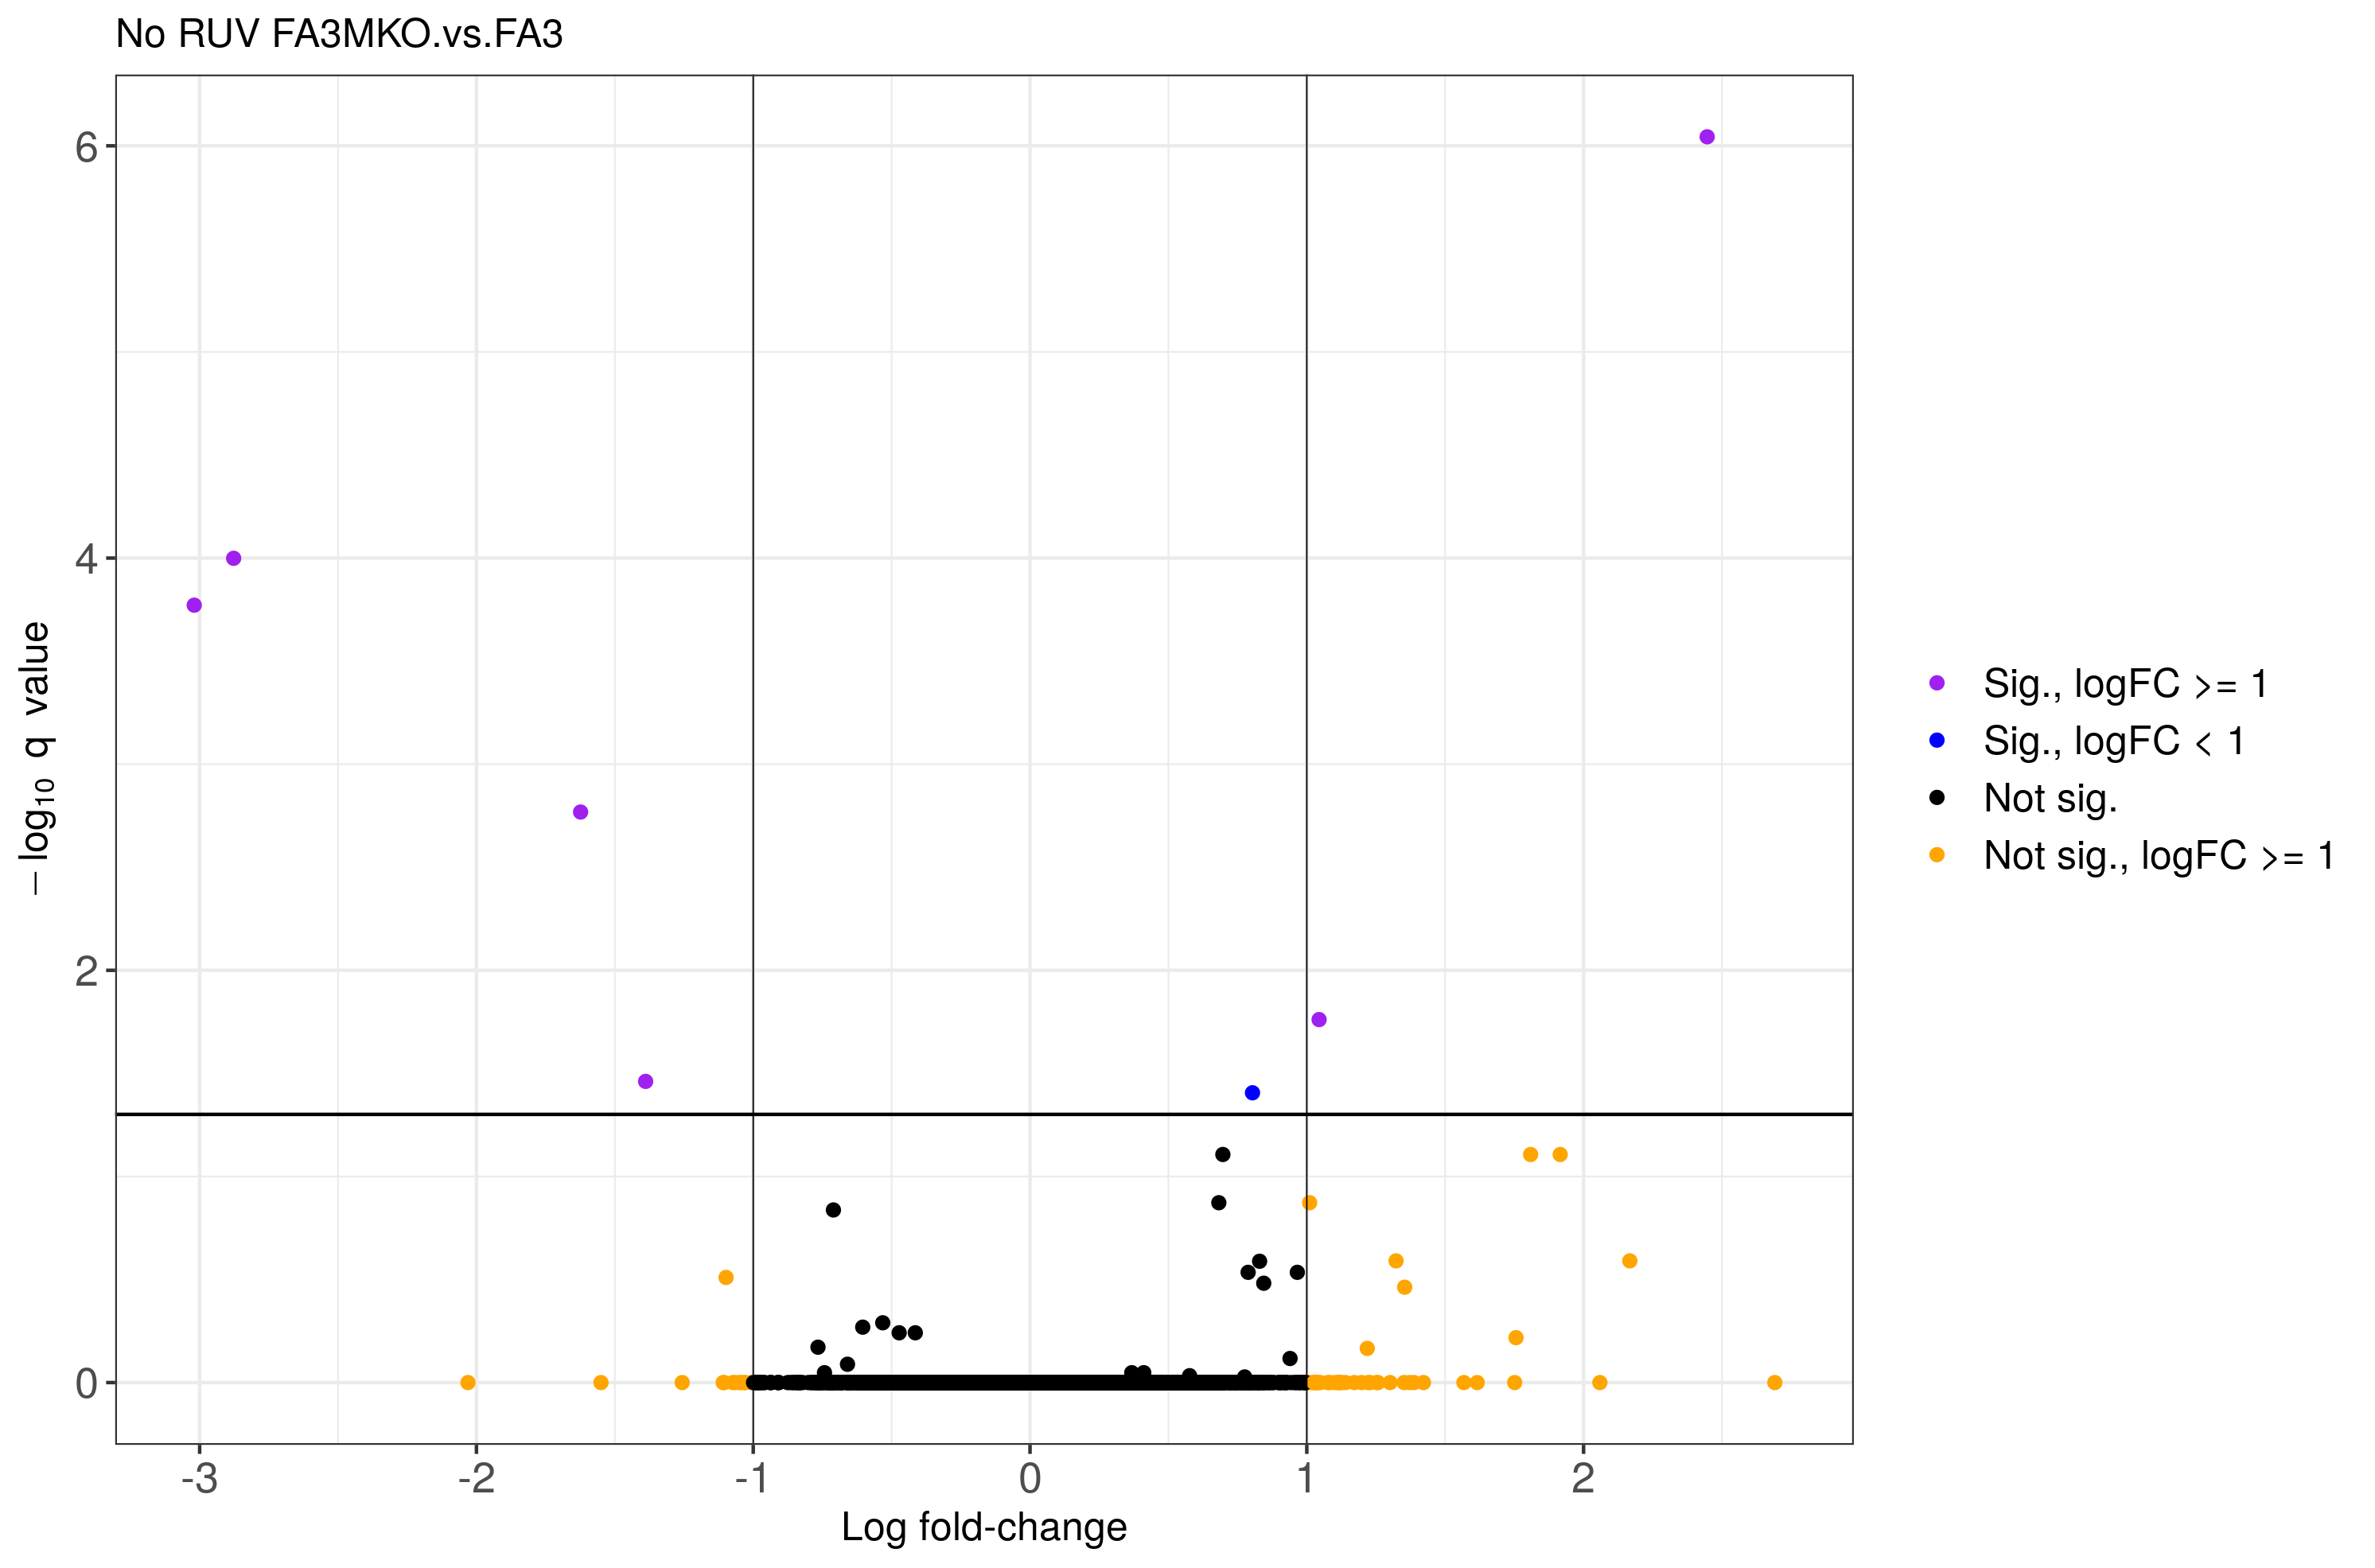 No RUV FA3MKO.vs.FA3
6
4
2
0
− log10 q value
-3 -2 -1 0 1 2
Log fold-change
Sig., logFC >= 1
Sig., logFC < 1
Not sig.
Not sig., logFC >= 1